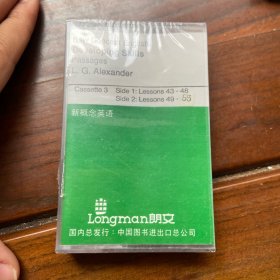 Developing Skills
Passages
L. G. Alexander
Cassette 3 Side 1: Lessons 43 - 48
Side 2: Lessons 49 - 53
新概念英语
Longman朗文
国内总发行:中国图书进出口总公司